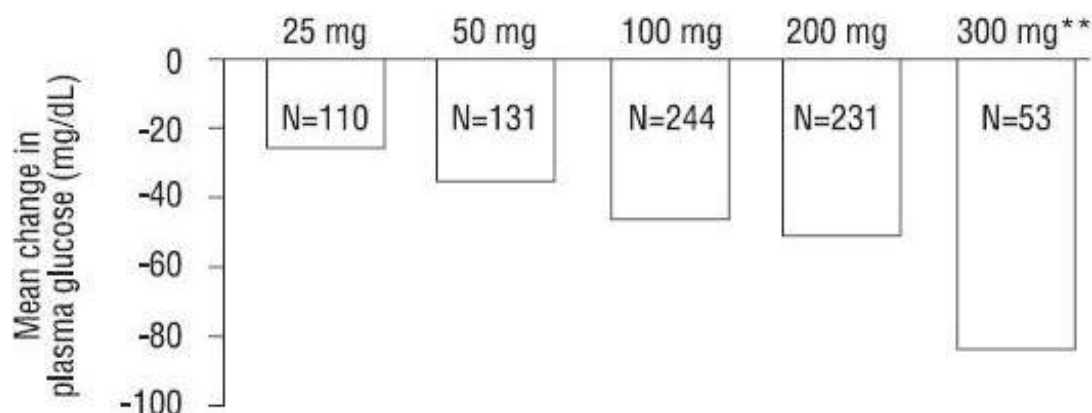 25 mg 50 mg 100 mg 200 mg 300 mg**
0
N=110 N=131 N=244 N=231 N=53
-20
-40
-60
-80
-100
Mean change in
plasma glucose (mg/dL)